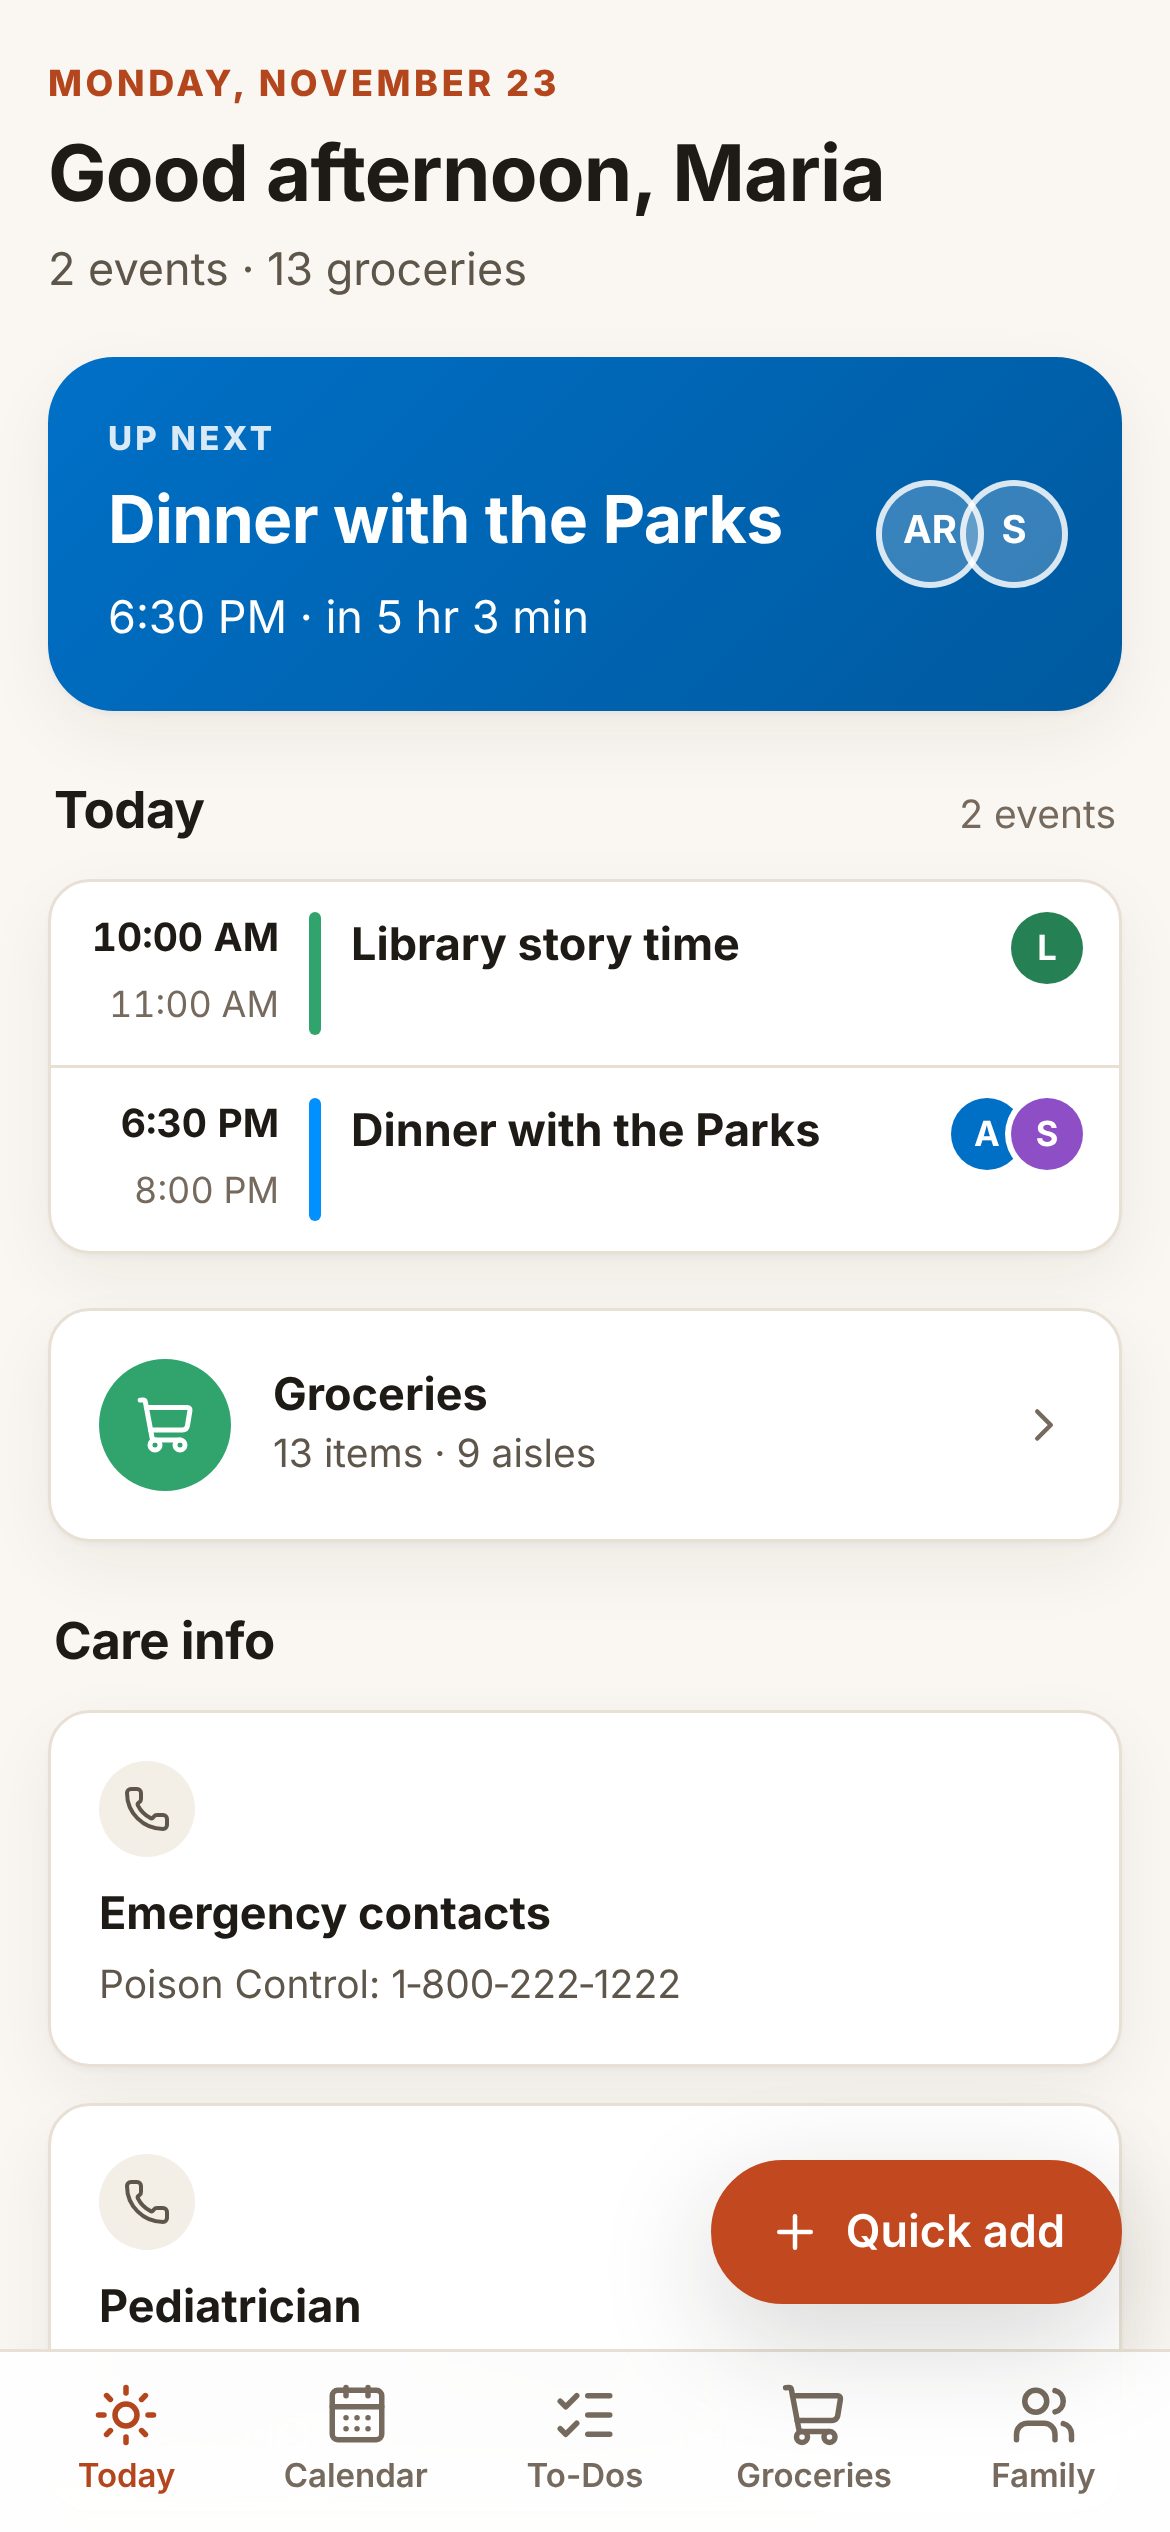 MONDAY, NOVEMBER 23
Good afternoon, Maria
2 events · 13 groceries
UP NEXT
Dinner with the Parks
AR S
6:30 PM · in 5 hr 3 min
Today
2 events
10:00 AM
Library story time
L
11:00 AM
6:30 PM
Dinner with the Parks
A S
8:00 PM
Groceries
13 items · 9 aisles
Care info
Emergency contacts
Poison Control: 1-800-222-1222
Quick add
Pediatrician
Today
Calendar
To-Dos
Groceries
Family